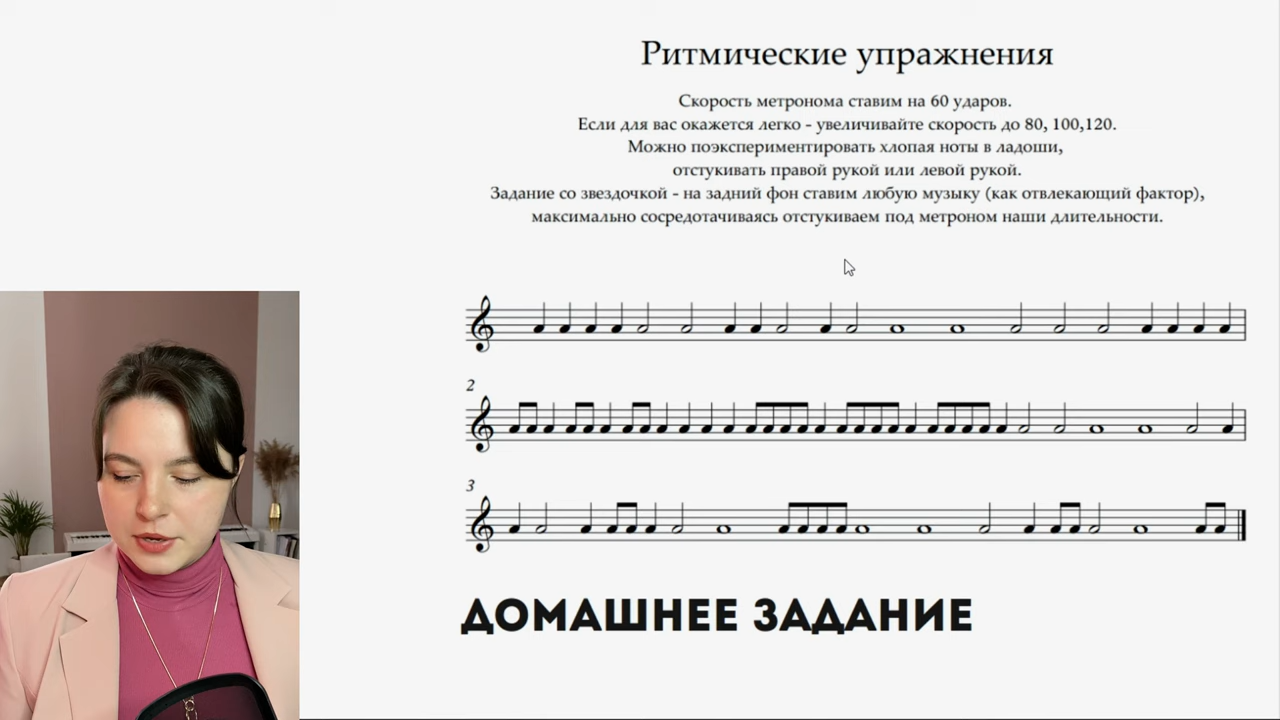 Ритмические упражнения
Скорость метронома ставим на 60 ударов.
Если для вас окажется легко - увеличивайте скорость до 80, 100,120.
Можно поэкспериментировать хлопая ноты в ладоши,
отстукивать правой рукой или левой рукой.
Задание со звездочкой - на задний фон ставим любую музыку (как отвлекающий фактор),
максимально сосредотачиваясь отстукиваем под метроном наши длительности.
2
3
ДОМАШНЕЕ ЗАДАНИЕ